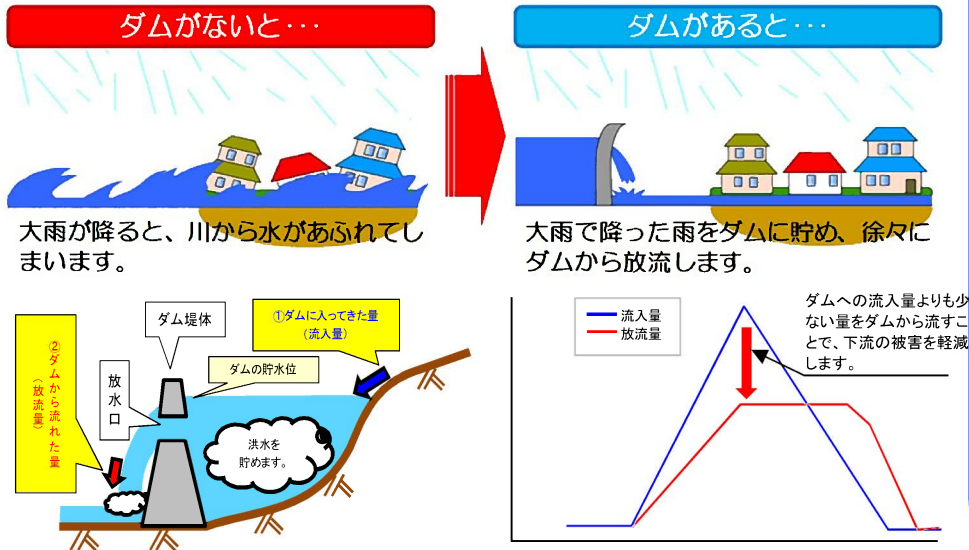 ダムがないと･･･
ダムがあると･･･
大雨が降ると、川から水があふれてし
まいます。
大雨で降った雨をダムに貯め、徐々に
ダムから放流します。
②ダムから流れた量
（放流量）
放水口
ダム堤体
①ダムに入ってきた量
（流入量）
ダムの貯水位
洪水を
貯めます。
流入量
放流量
ダムへの流入量よりも少
ない量をダムから流すこ
とで、下流の被害を軽減
します。